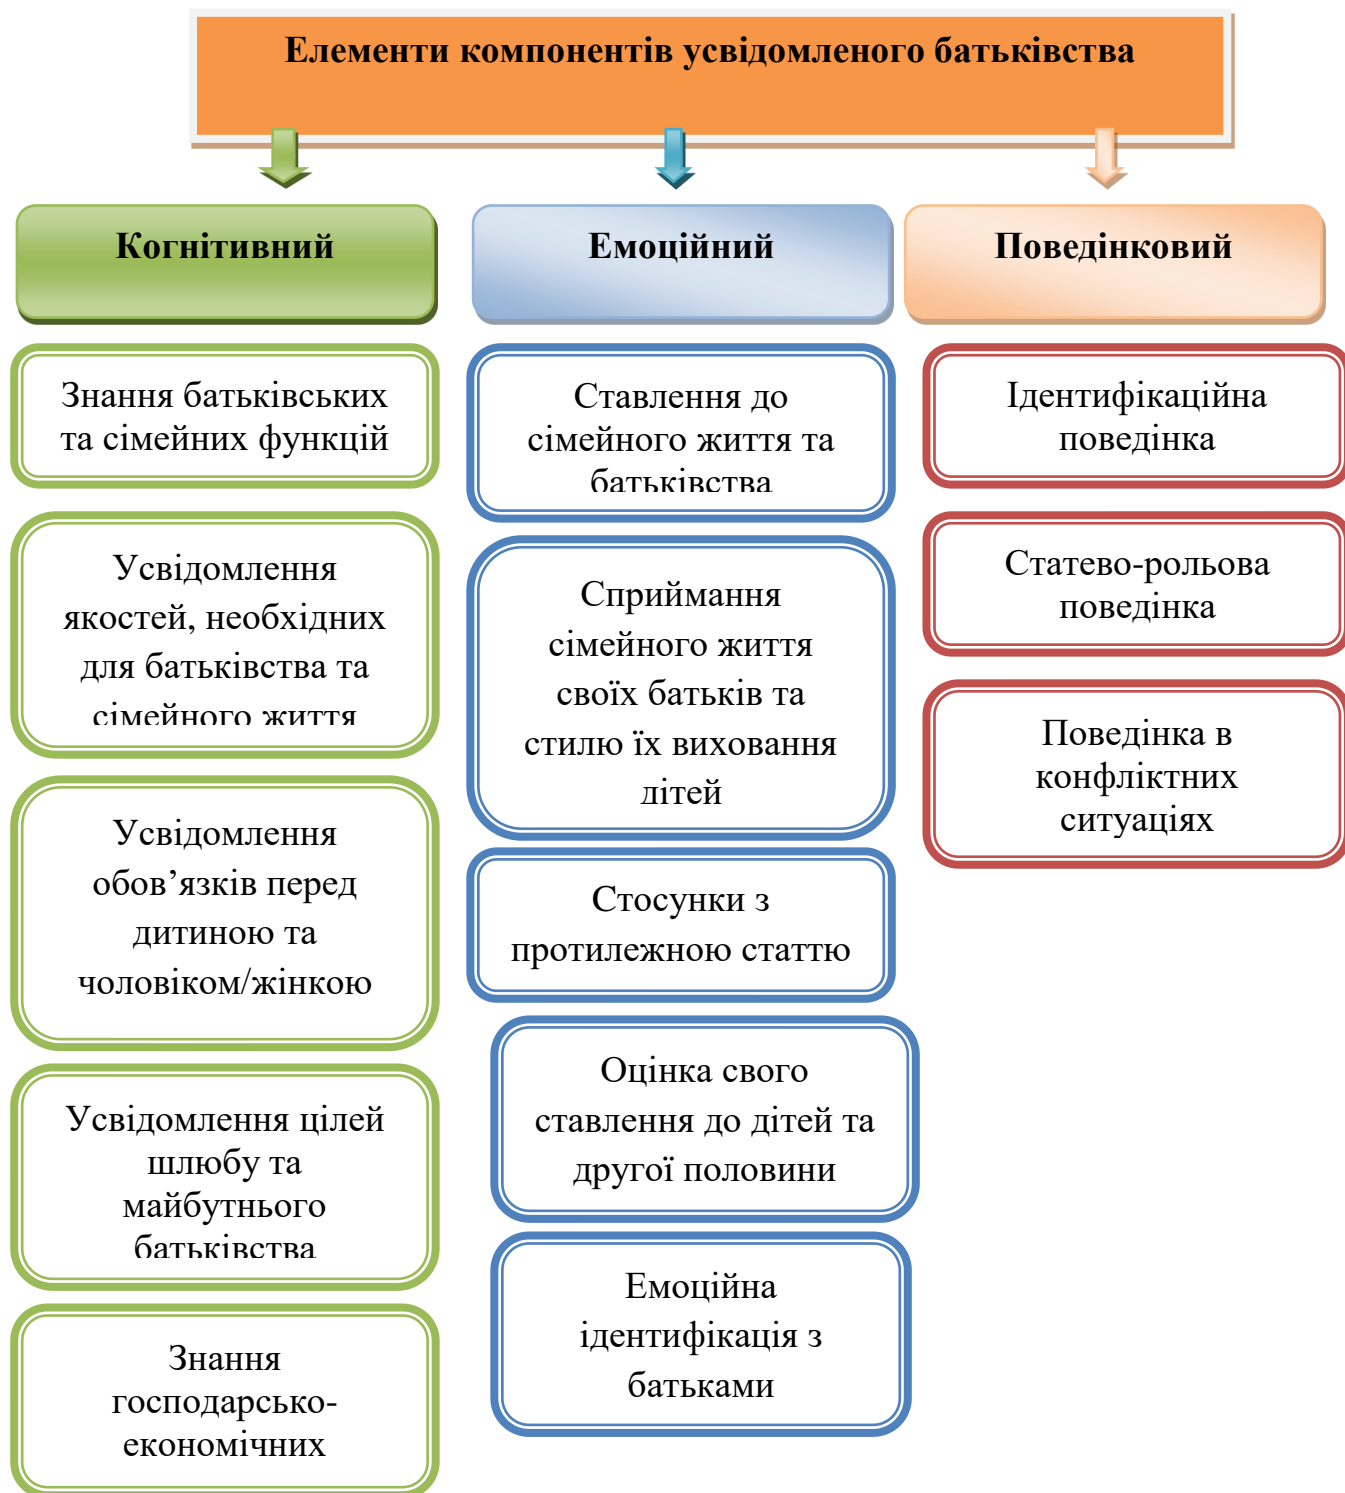 Елементи компонентів усвідомленого батьківства
Когнітивний
Знання батьківських
та сімейних функцій
Усвідомлення
якостей, необхідних
для батьківства та
сімейного життя
Усвідомлення
обов’язків перед
дитиною та
чоловіком/жінкою
Усвідомлення цілей
шлюбу та
майбутнього
батьківства
Знання
господарсько-
економічних
Емоційний
Ставлення до
сімейного життя та
батьківства
Сприймання
сімейного життя
своїх батьків та
стилю їх виховання
дітей
Стосунки з
протилежною статтю
Оцінка свого
ставлення до дітей та
другої половини
Емоційна
ідентифікація з
батьками
Поведінковий
Ідентифікаційна
поведінка
Статево-рольова
поведінка
Поведінка в
конфліктних
ситуаціях